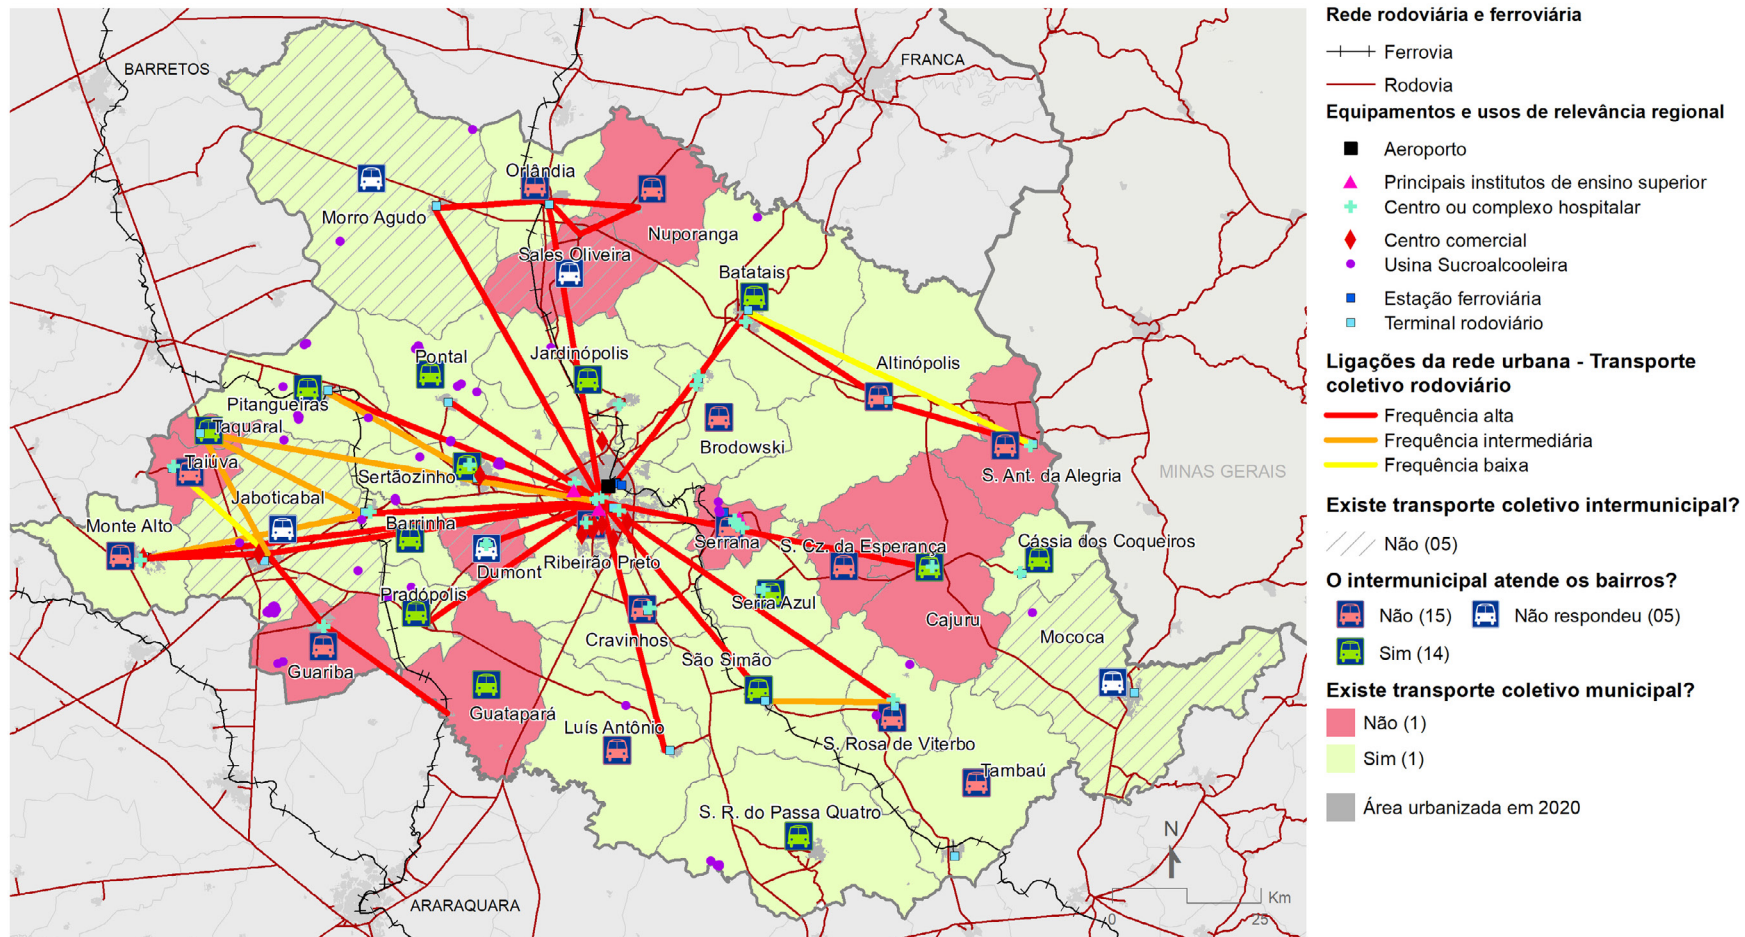 BARRETOS
FRANCA
Orlândia
Morro Agudo
Nuporanga
Sales Oliveira
Batatais
Jardinópolis
Pontal
Altinópolis
Pitangueiras
Taquaral
Brodowski
Taiúva
Sertãozinho
S. Ant. da Alegria
MINAS GERAIS
Jaboticabal
Monte Alto
Barrinha
Serrana
S. Cz. da Esperança
Cássia dos Coqueiros
Dumont
Ribeirão Preto
Pradópolis
Serra Azul
Cajuru
Cravinhos
Mococa
São Simão
Guariba
Guatapará
Luís Antônio
S. Rosa de Viterbo
Tambaú
S. R. do Passa Quatro
ARARAQUARA
N
Km
0
25
Rede rodoviária e ferroviária
Ferrovia
Rodovia
Equipamentos e usos de relevância regional
Aeroporto
Principais institutos de ensino superior
Centro ou complexo hospitalar
Centro comercial
Usina Sucroalcooleira
Estação ferroviária
Terminal rodoviário
Ligações da rede urbana - Transporte
coletivo rodoviário
Frequência alta
Frequência intermediária
Frequência baixa
Existe transporte coletivo intermunicipal?
Não (05)
O intermunicipal atende os bairros?
Não (15) Não respondeu (05)
Sim (14)
Existe transporte coletivo municipal?
Não (1)
Sim (1)
Área urbanizada em 2020